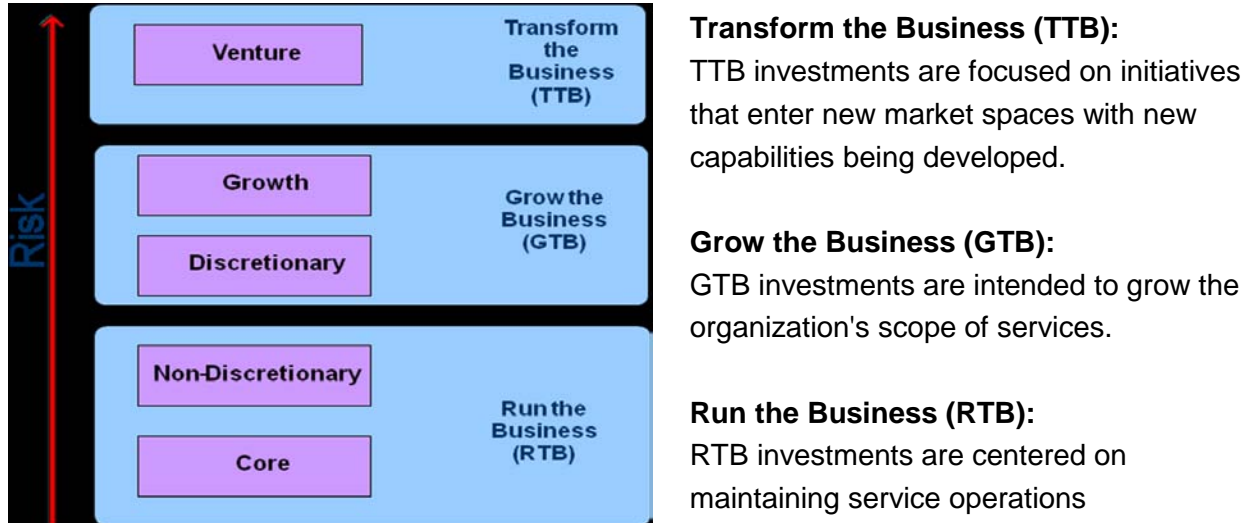 Risk
Venture
Transform
the
Business
(TTB)
Growth
Discretionary
Grow the
Business
(GTB)
Non-Discretionary
Core
Run the
Business
(RTB)
Transform the Business (TTB):
TTB investments are focused on initiatives
that enter new market spaces with new
capabilities being developed.
Grow the Business (GTB):
GTB investments are intended to grow the
organization's scope of services.
Run the Business (RTB):
RTB investments are centered on
maintaining service operations